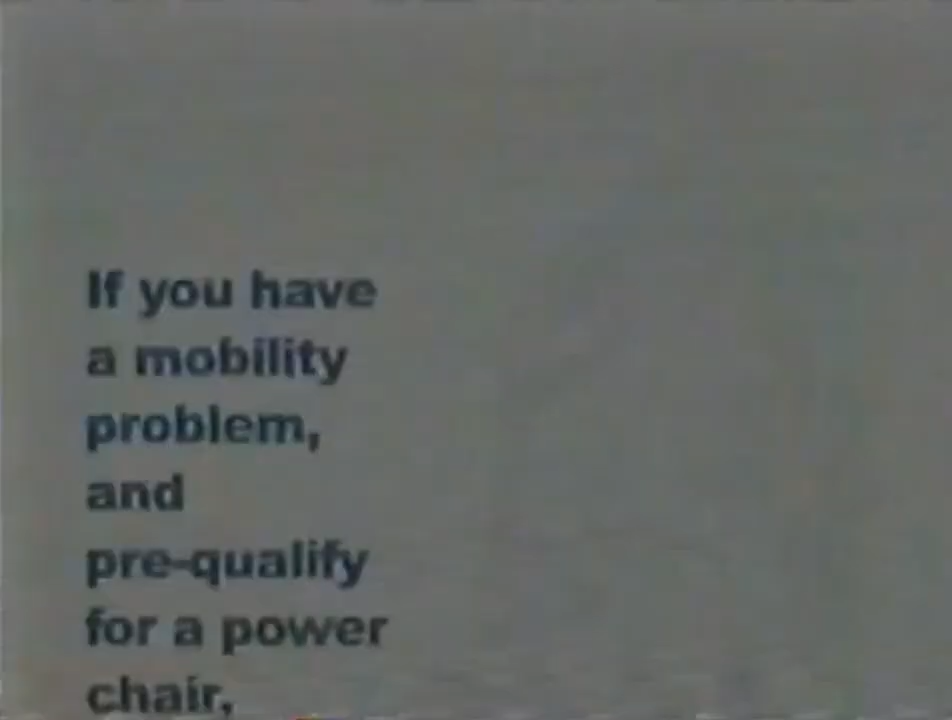 If you have
a mobility
problem,
and
pre-qualify
for a power
chair,